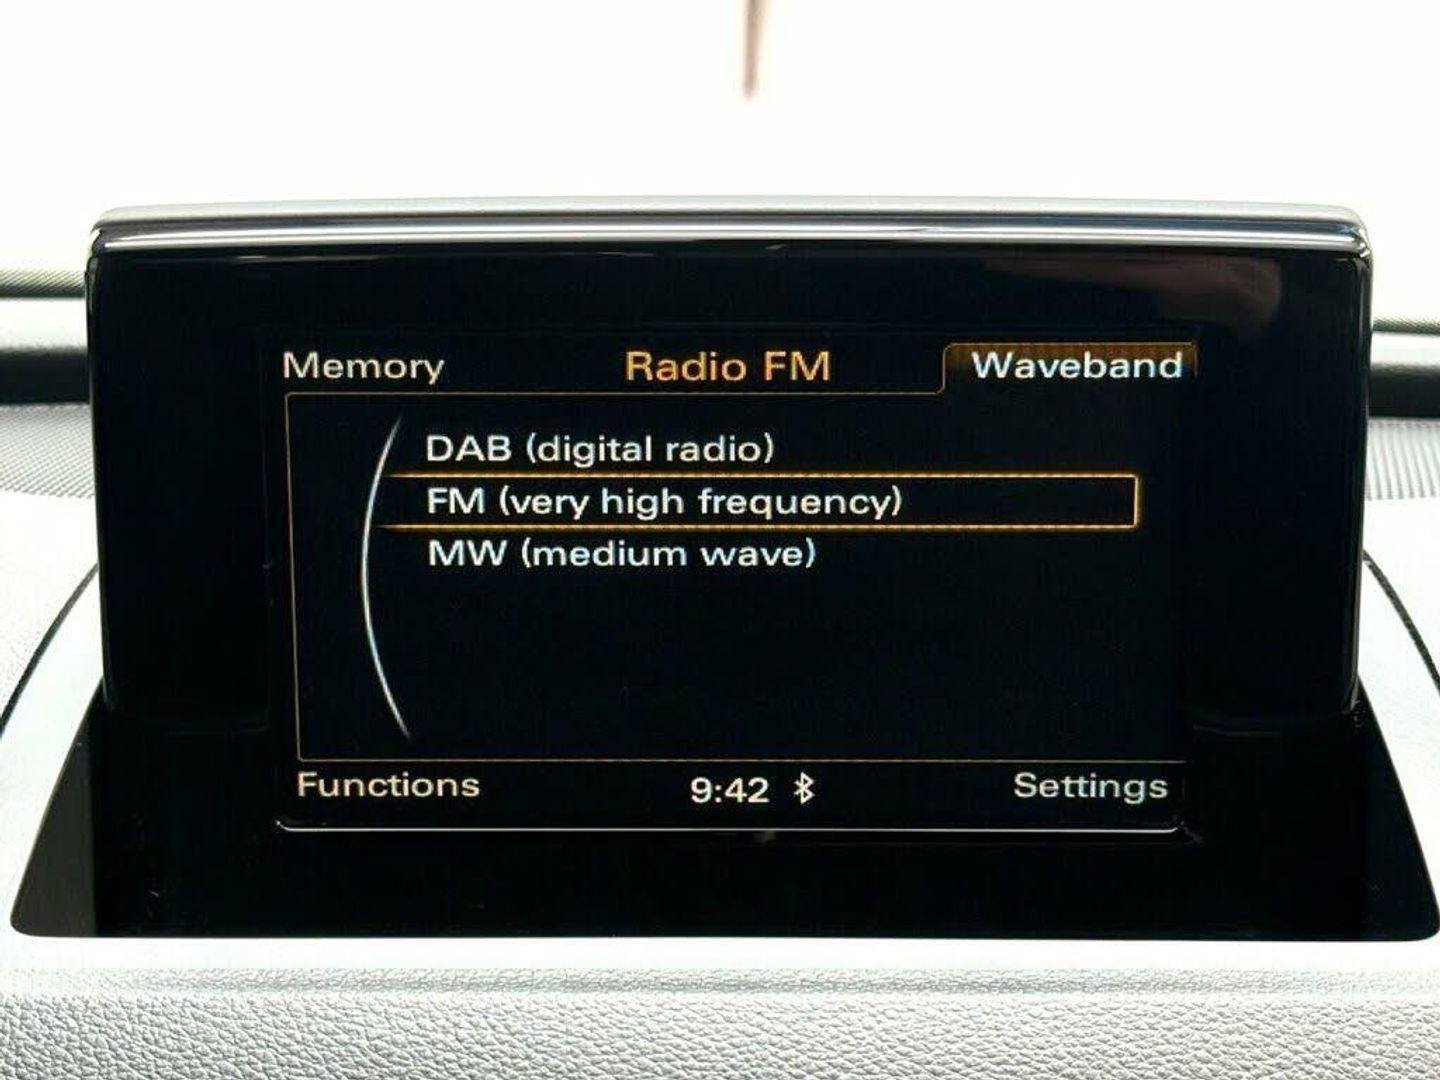 Memory Radio FM Waveband
DAB (digital radio)
FM (very high frequency)
MW (medium wave)
Functions 9:42 Settings